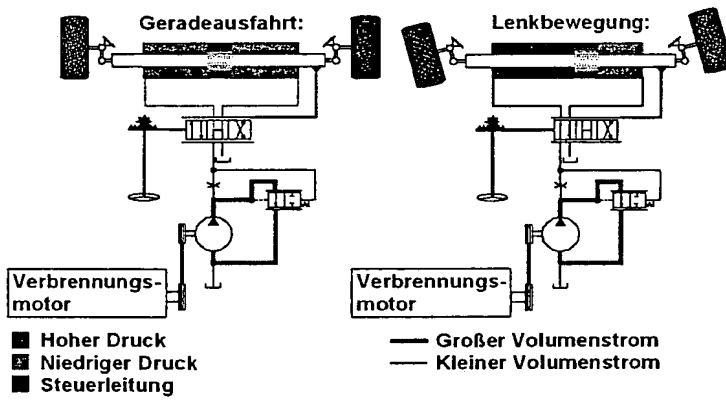 Geradeausfahrt:
Lenkbewegung:
Verbrennungs-
motor
Verbrennungs-
motor
Hoher Druck
Niedriger Druck
Steuerleitung
Großer Volumenstrom
Kleiner Volumenstrom